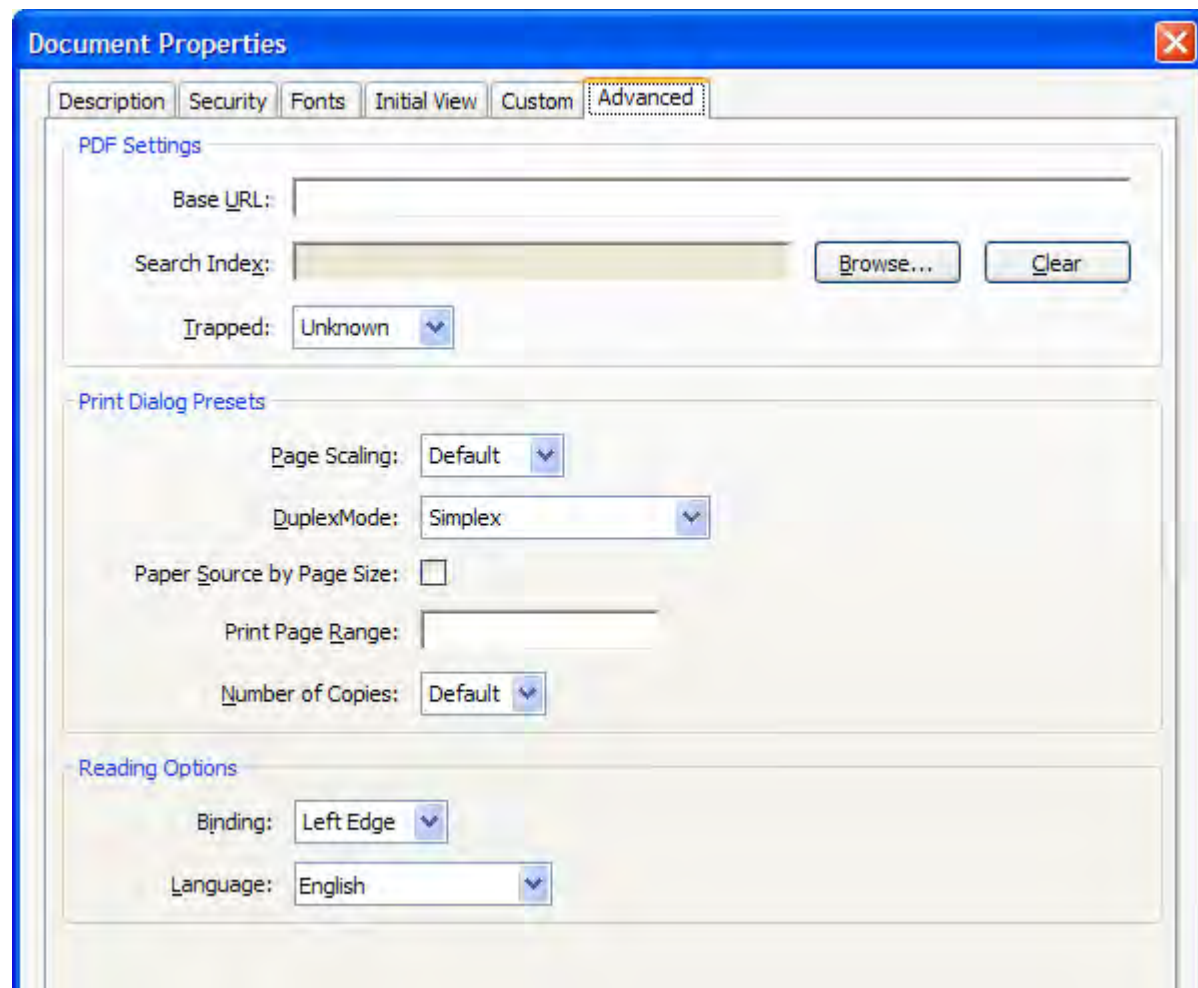 Document Properties
Description Security Fonts Initial View Custom Advanced
PDF Settings
Base URL:
Search Index: Browse... Clear
Trapped: Unknown
Print Dialog Presets
Page Scaling: Default
DuplexMode: Simplex
Paper Source by Page Size:
Print Page Range:
Number of Copies: Default
Reading Options
Binding: Left Edge
Language: English